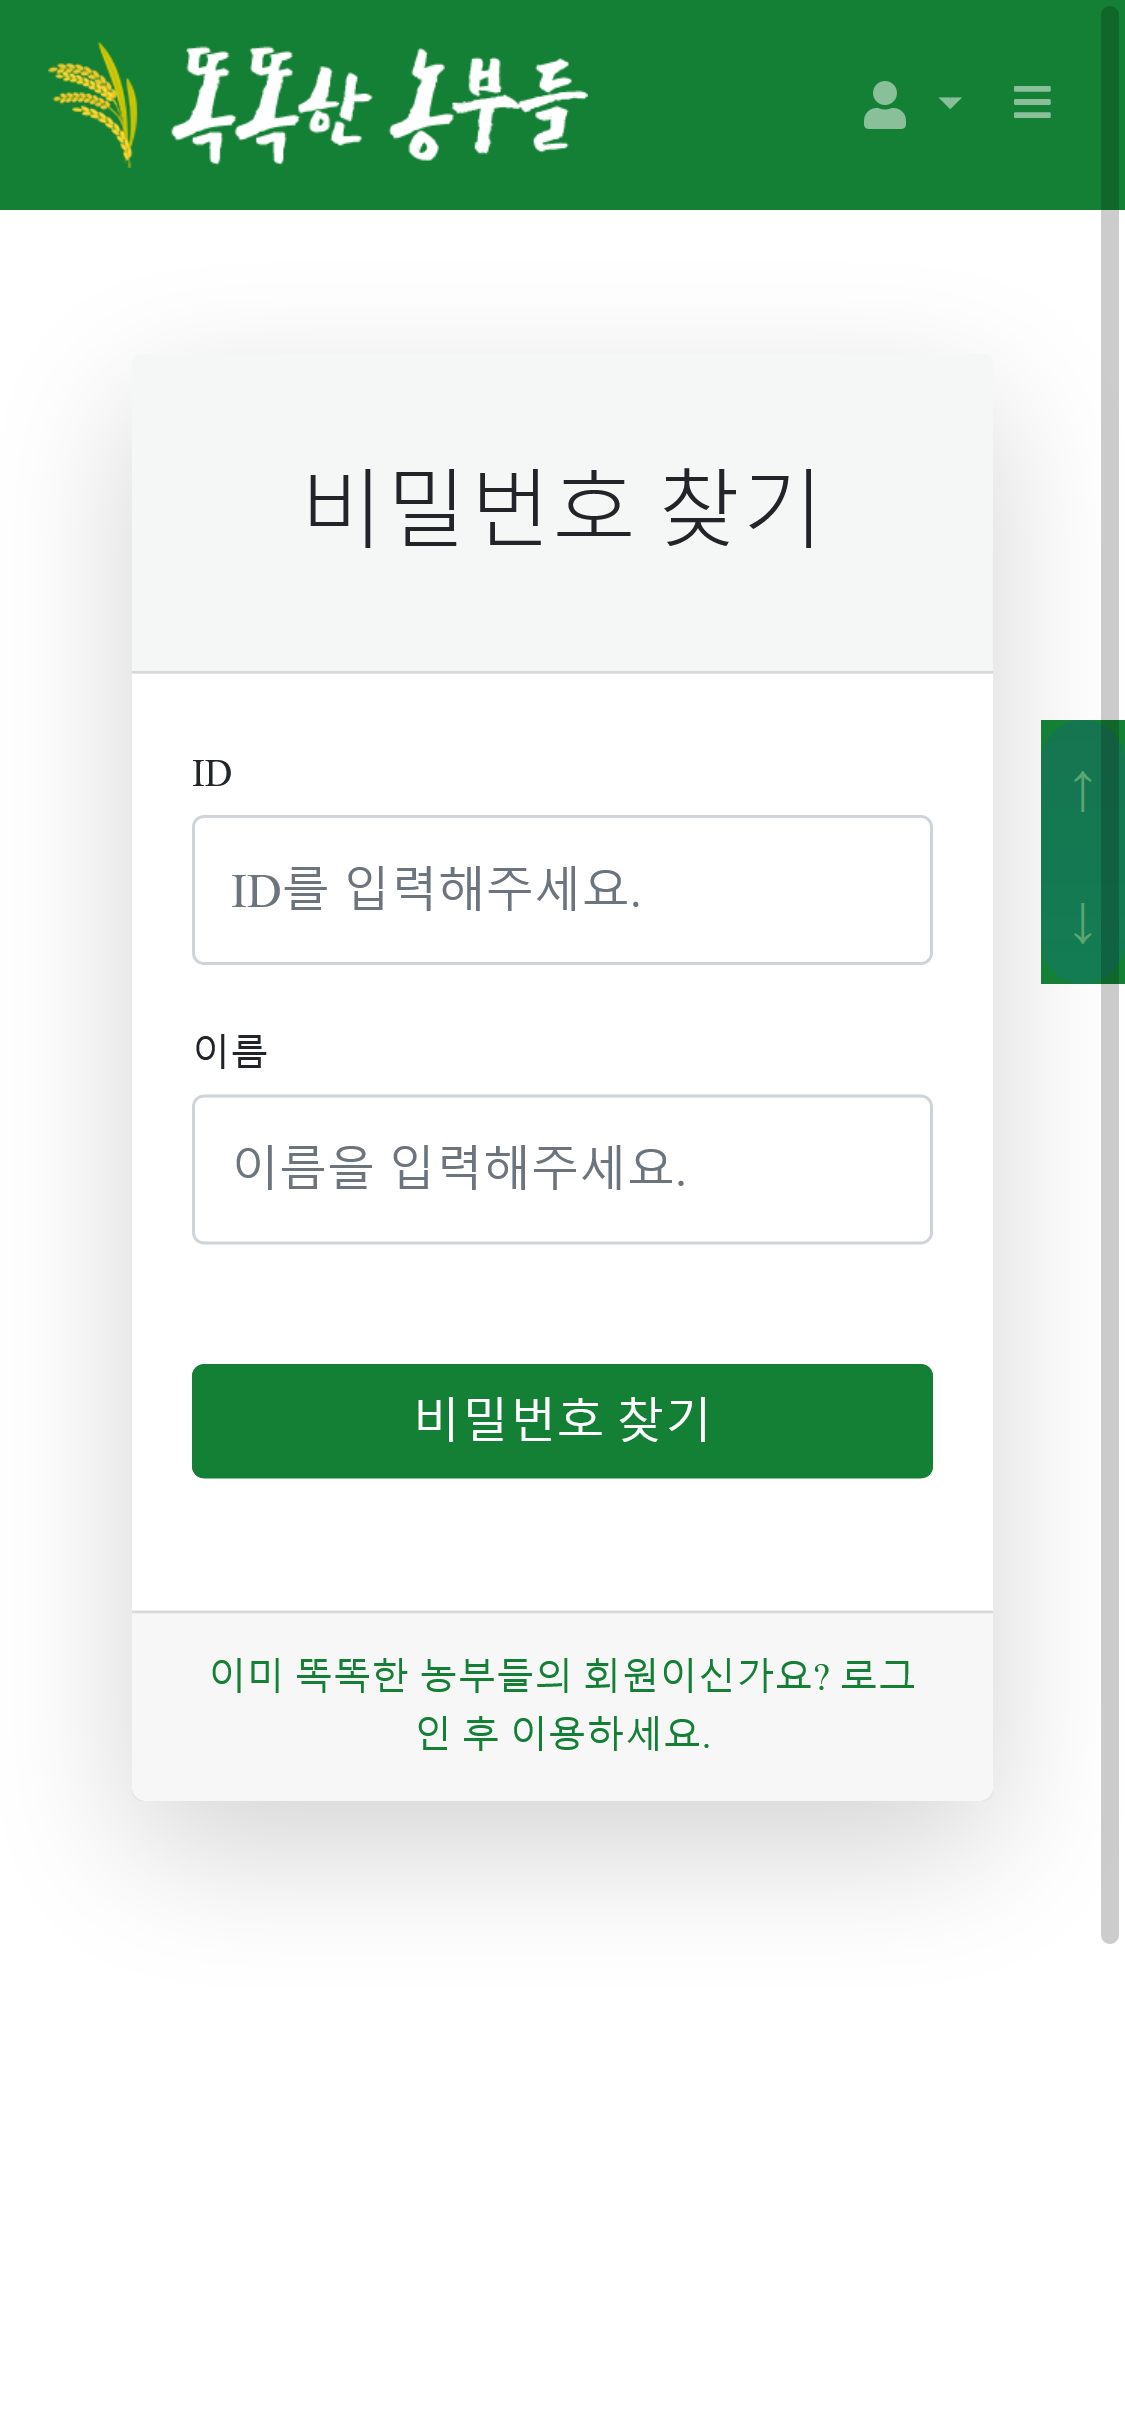 똑똑한 농부들
비밀번호 찾기
ID
ID를 입력해주세요.
↑
↓
이름
이름을 입력해주세요.
비밀번호 찾기
이미 똑똑한 농부들의 회원이신가요? 로그
인 후 이용하세요.